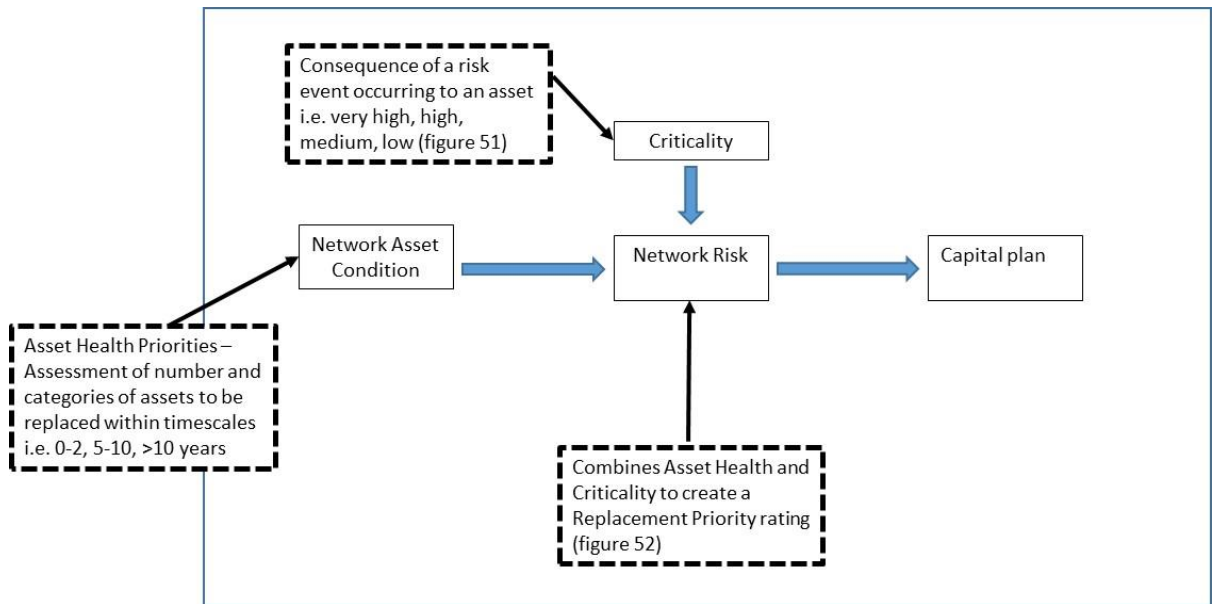 Consequence of a risk
event occurring to an asset
i.e. very high, high,
medium, low (figure 51)
Criticality
Network Asset
Condition
Network Risk
Capital plan
Asset Health Priorities –
Assessment of number and
categories of assets to be
replaced within timescales
i.e. 0-2, 5-10, >10 years
Combines Asset Health and
Criticality to create a
Replacement Priority rating
(figure 52)